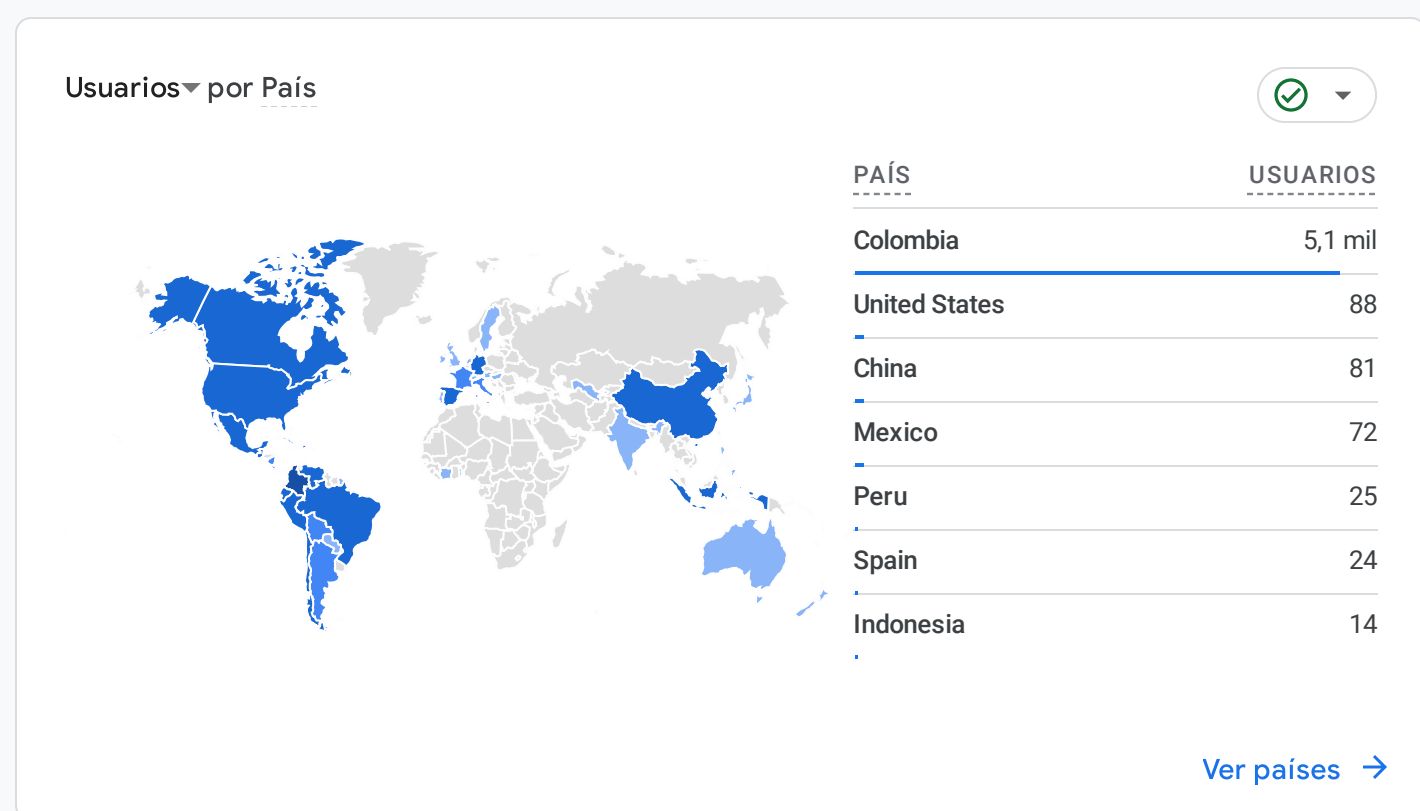 Usuarios por País
PAÍS USUARIOS
Colombia 5,1 mil
United States 88
China 81
Mexico 72
Peru 25
Spain 24
Indonesia 14
Ver países